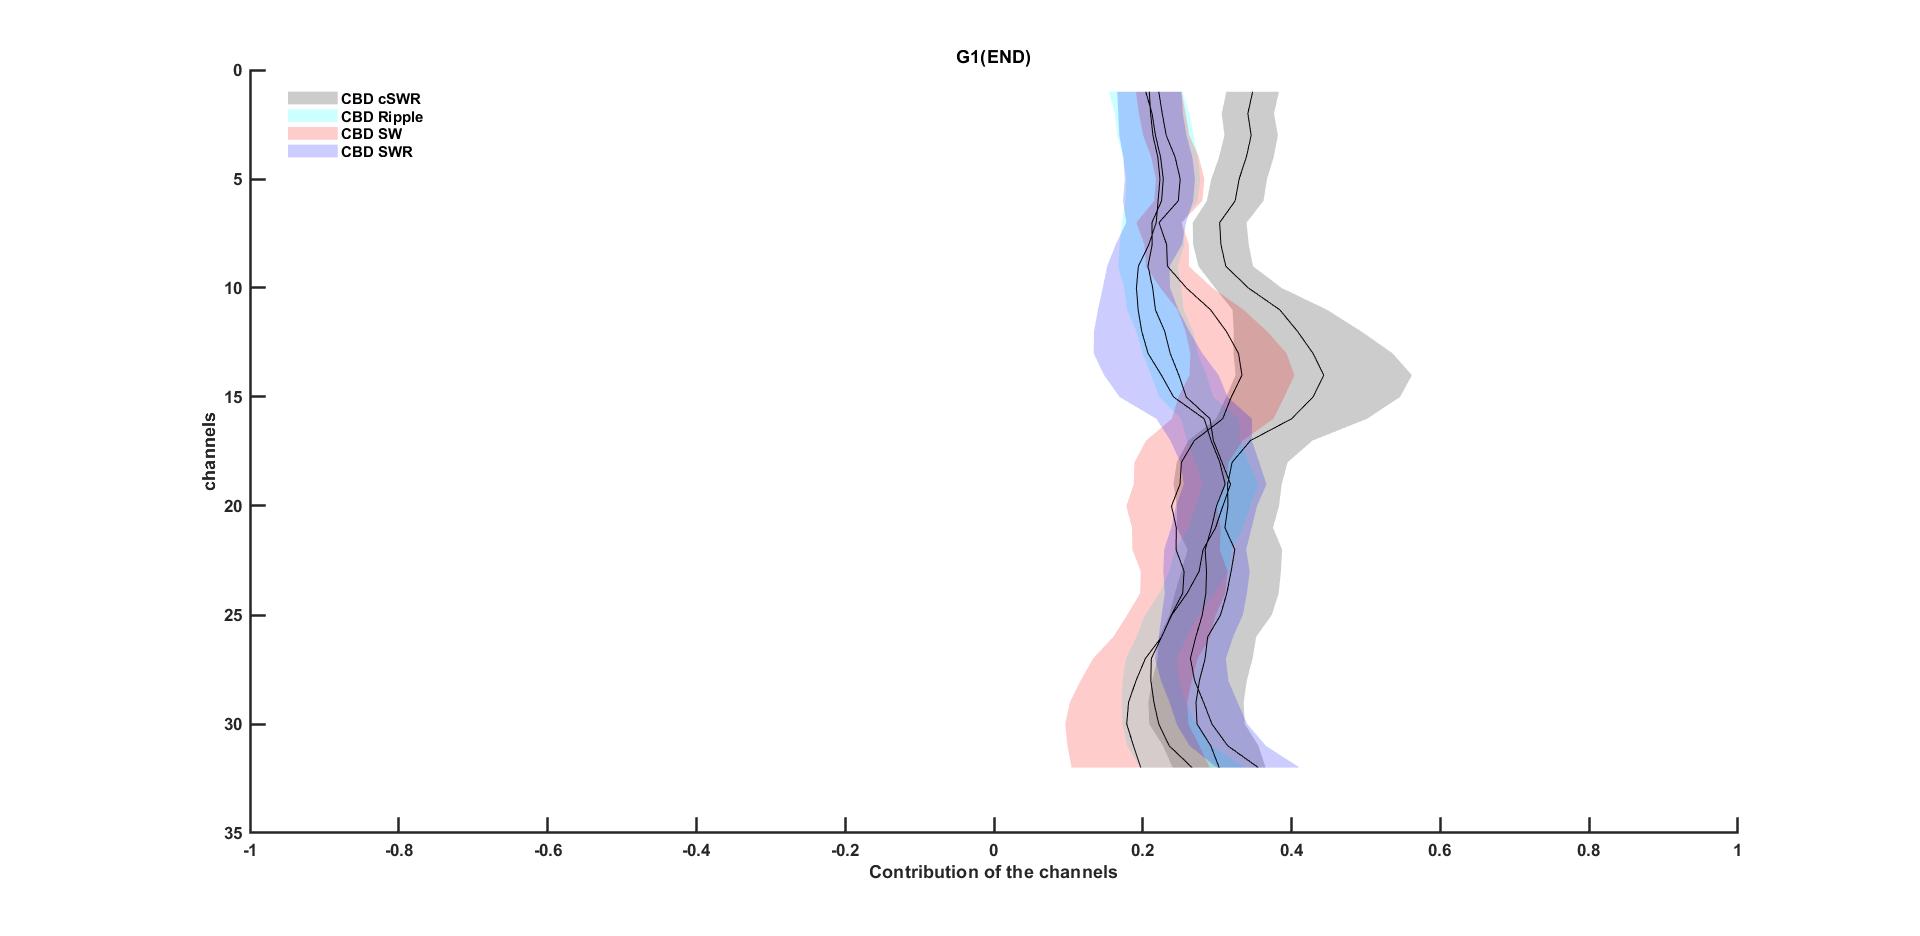 G1(END)
0
CBD cSWR
CBD Ripple
CBD SW
CBD SWR
5
10
15
channels
20
25
30
35
-1 -0.8 -0.6 -0.4 -0.2 0 0.2 0.4 0.6 0.8 1
Contribution of the channels